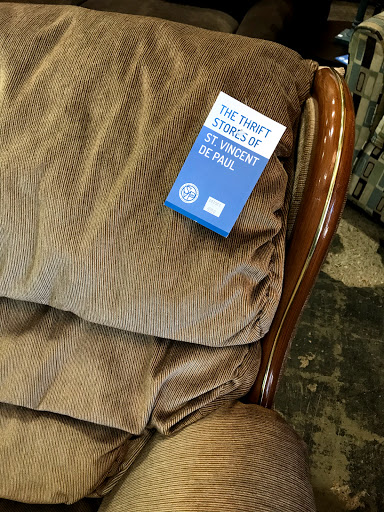 THE THRIFT
STORES OF
ST. VINCENT
DE PAUL